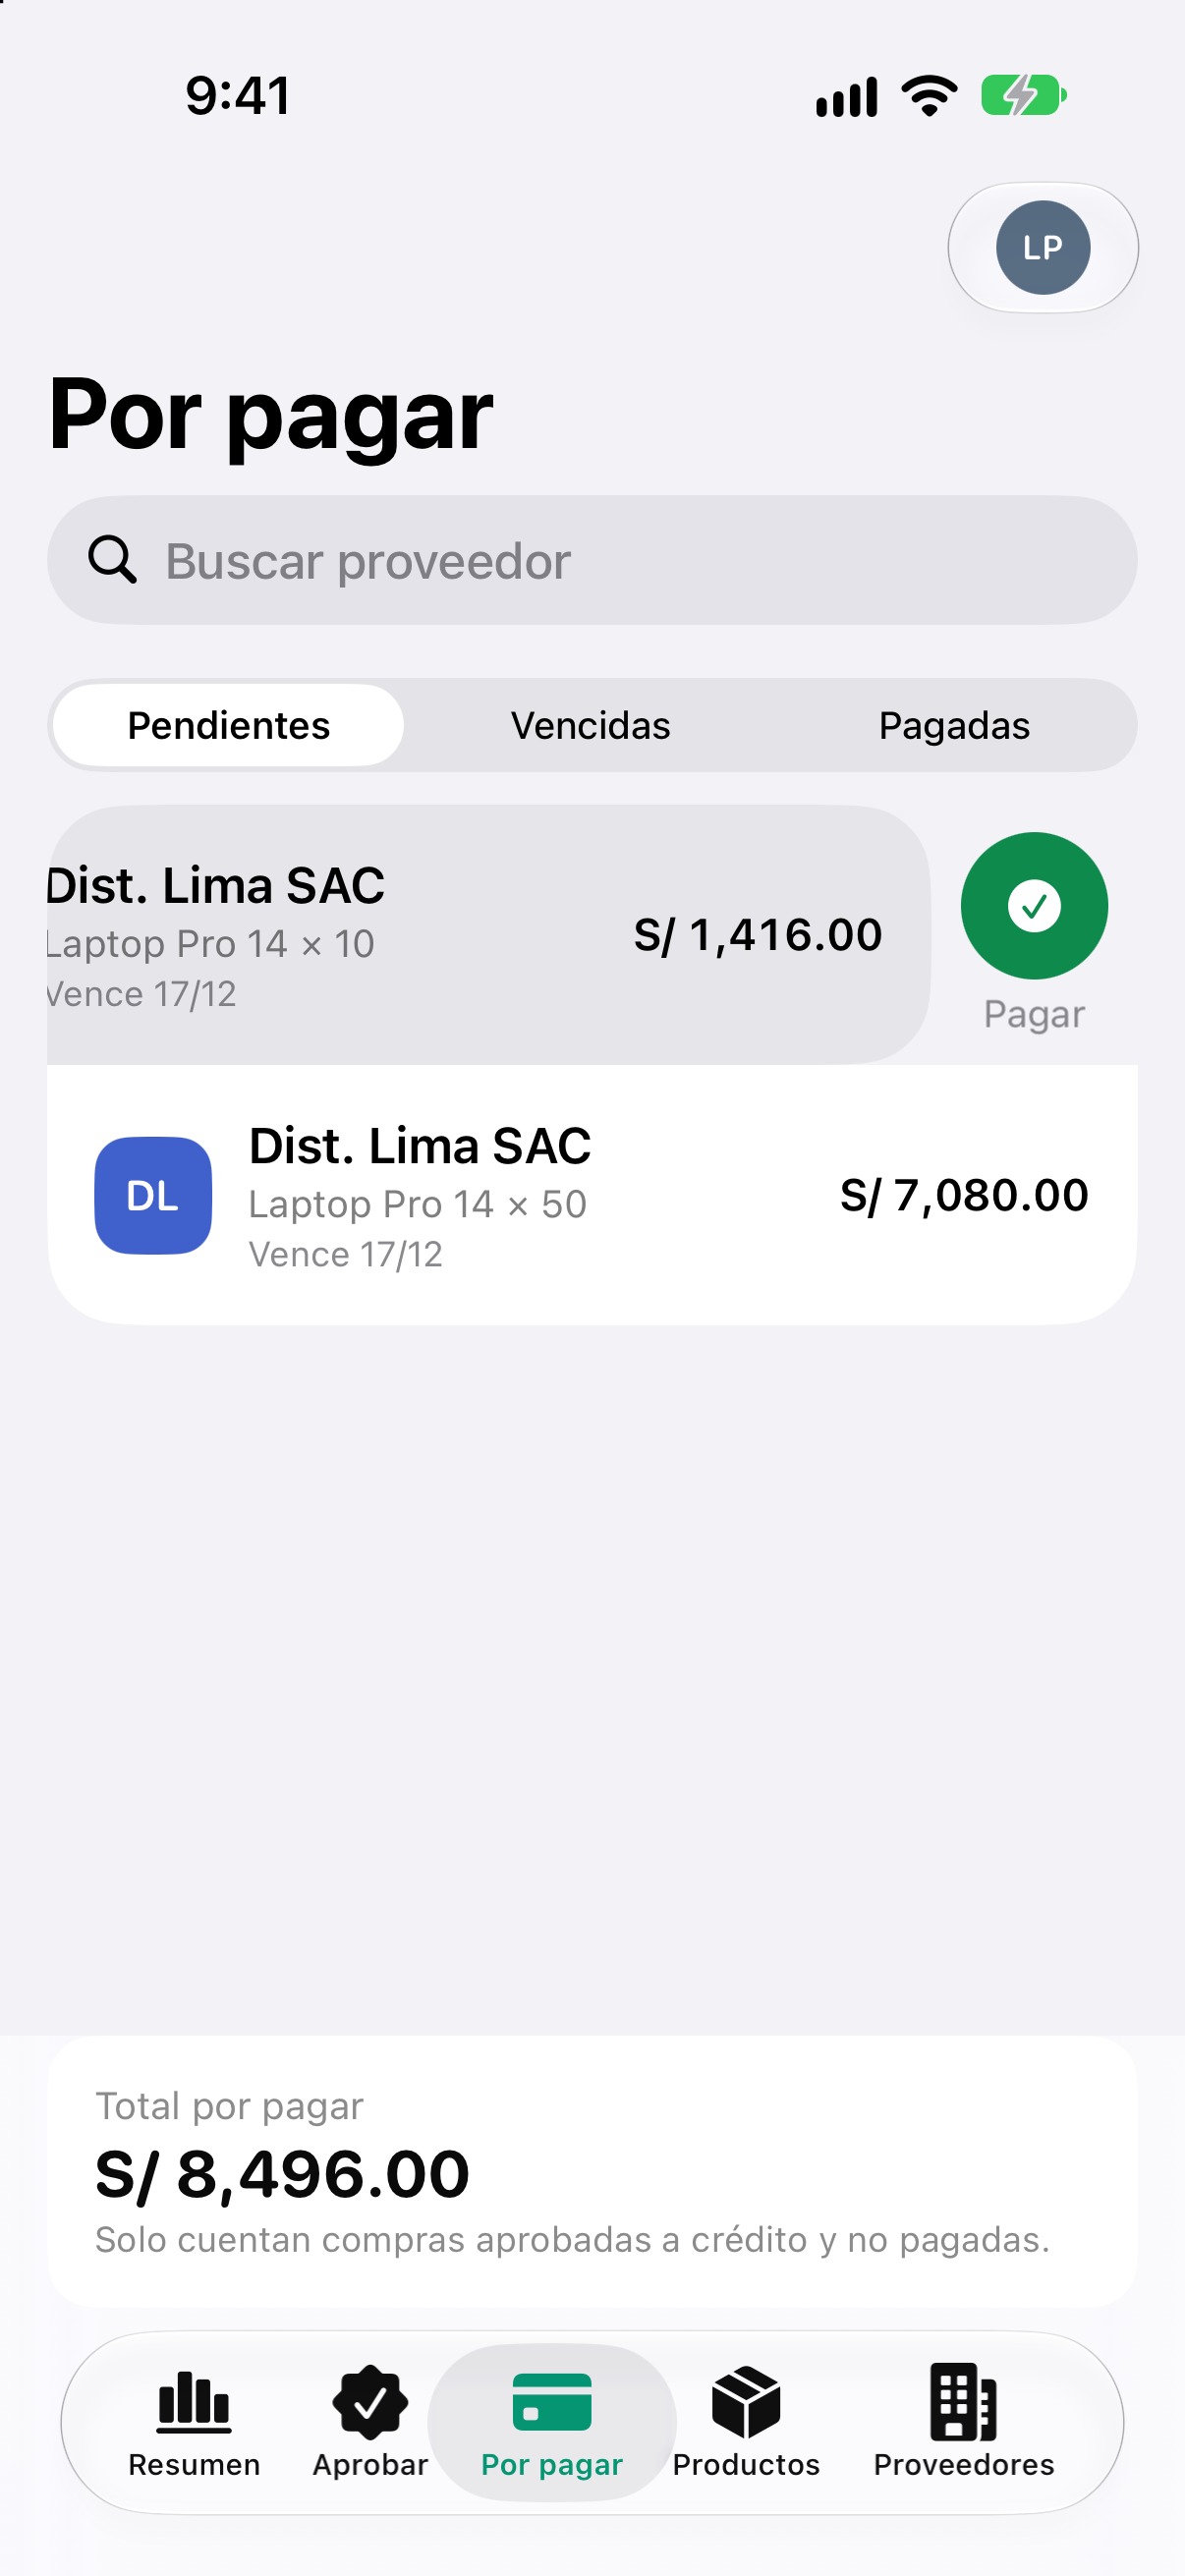 9:41
LP
Por pagar
Buscar proveedor
Pendientes
Vencidas
Pagadas
Dist. Lima SAC
Laptop Pro 14 × 10
Vence 17/12
S/ 1,416.00
Pagar
DL
Dist. Lima SAC
Laptop Pro 14 × 50
Vence 17/12
S/ 7,080.00
Total por pagar
S/ 8,496.00
Solo cuentan compras aprobadas a crédito y no pagadas.
Resumen
Aprobar
Por pagar
Productos
Proveedores